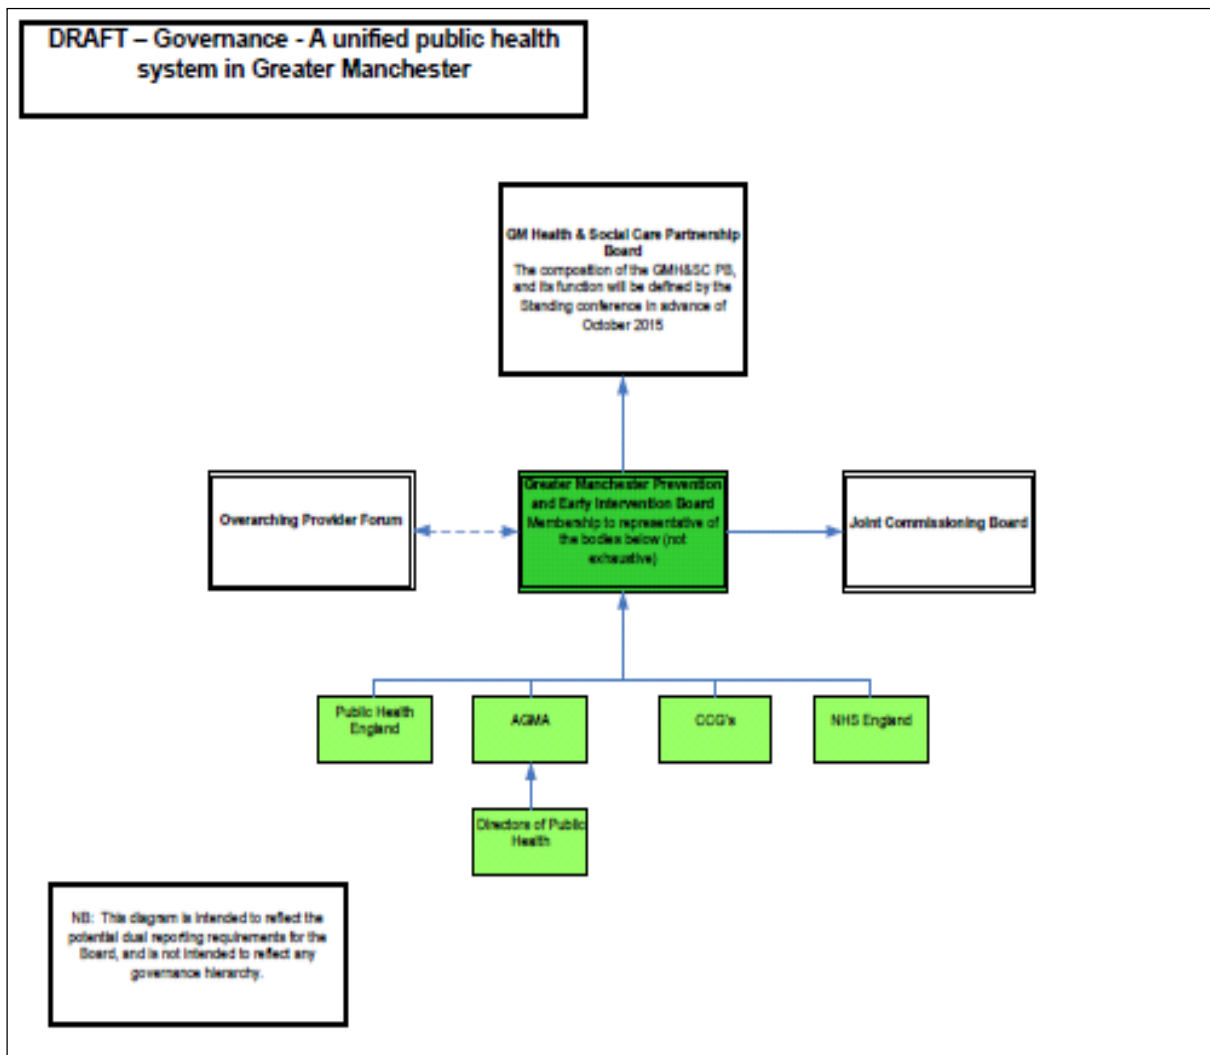 DRAFT – Governance - A unified public health
system in Greater Manchester
GM Health & Social Care Partnership
Board
The composition of the GMH&SC PB,
and its function will be defined by the
Standing conference in advance of
October 2015
Overarching Provider Forum
Greater Manchester Prevention
and Early Intervention Board
Membership to representative of
the bodies below (not
exhaustive)
Joint Commissioning Board
Public Health
England
AGMA
CCG's
NHS England
Directors of Public
Health
NB: This diagram is intended to reflect the
potential dual reporting requirements for the
Board, and is not intended to reflect any
governance hierarchy.